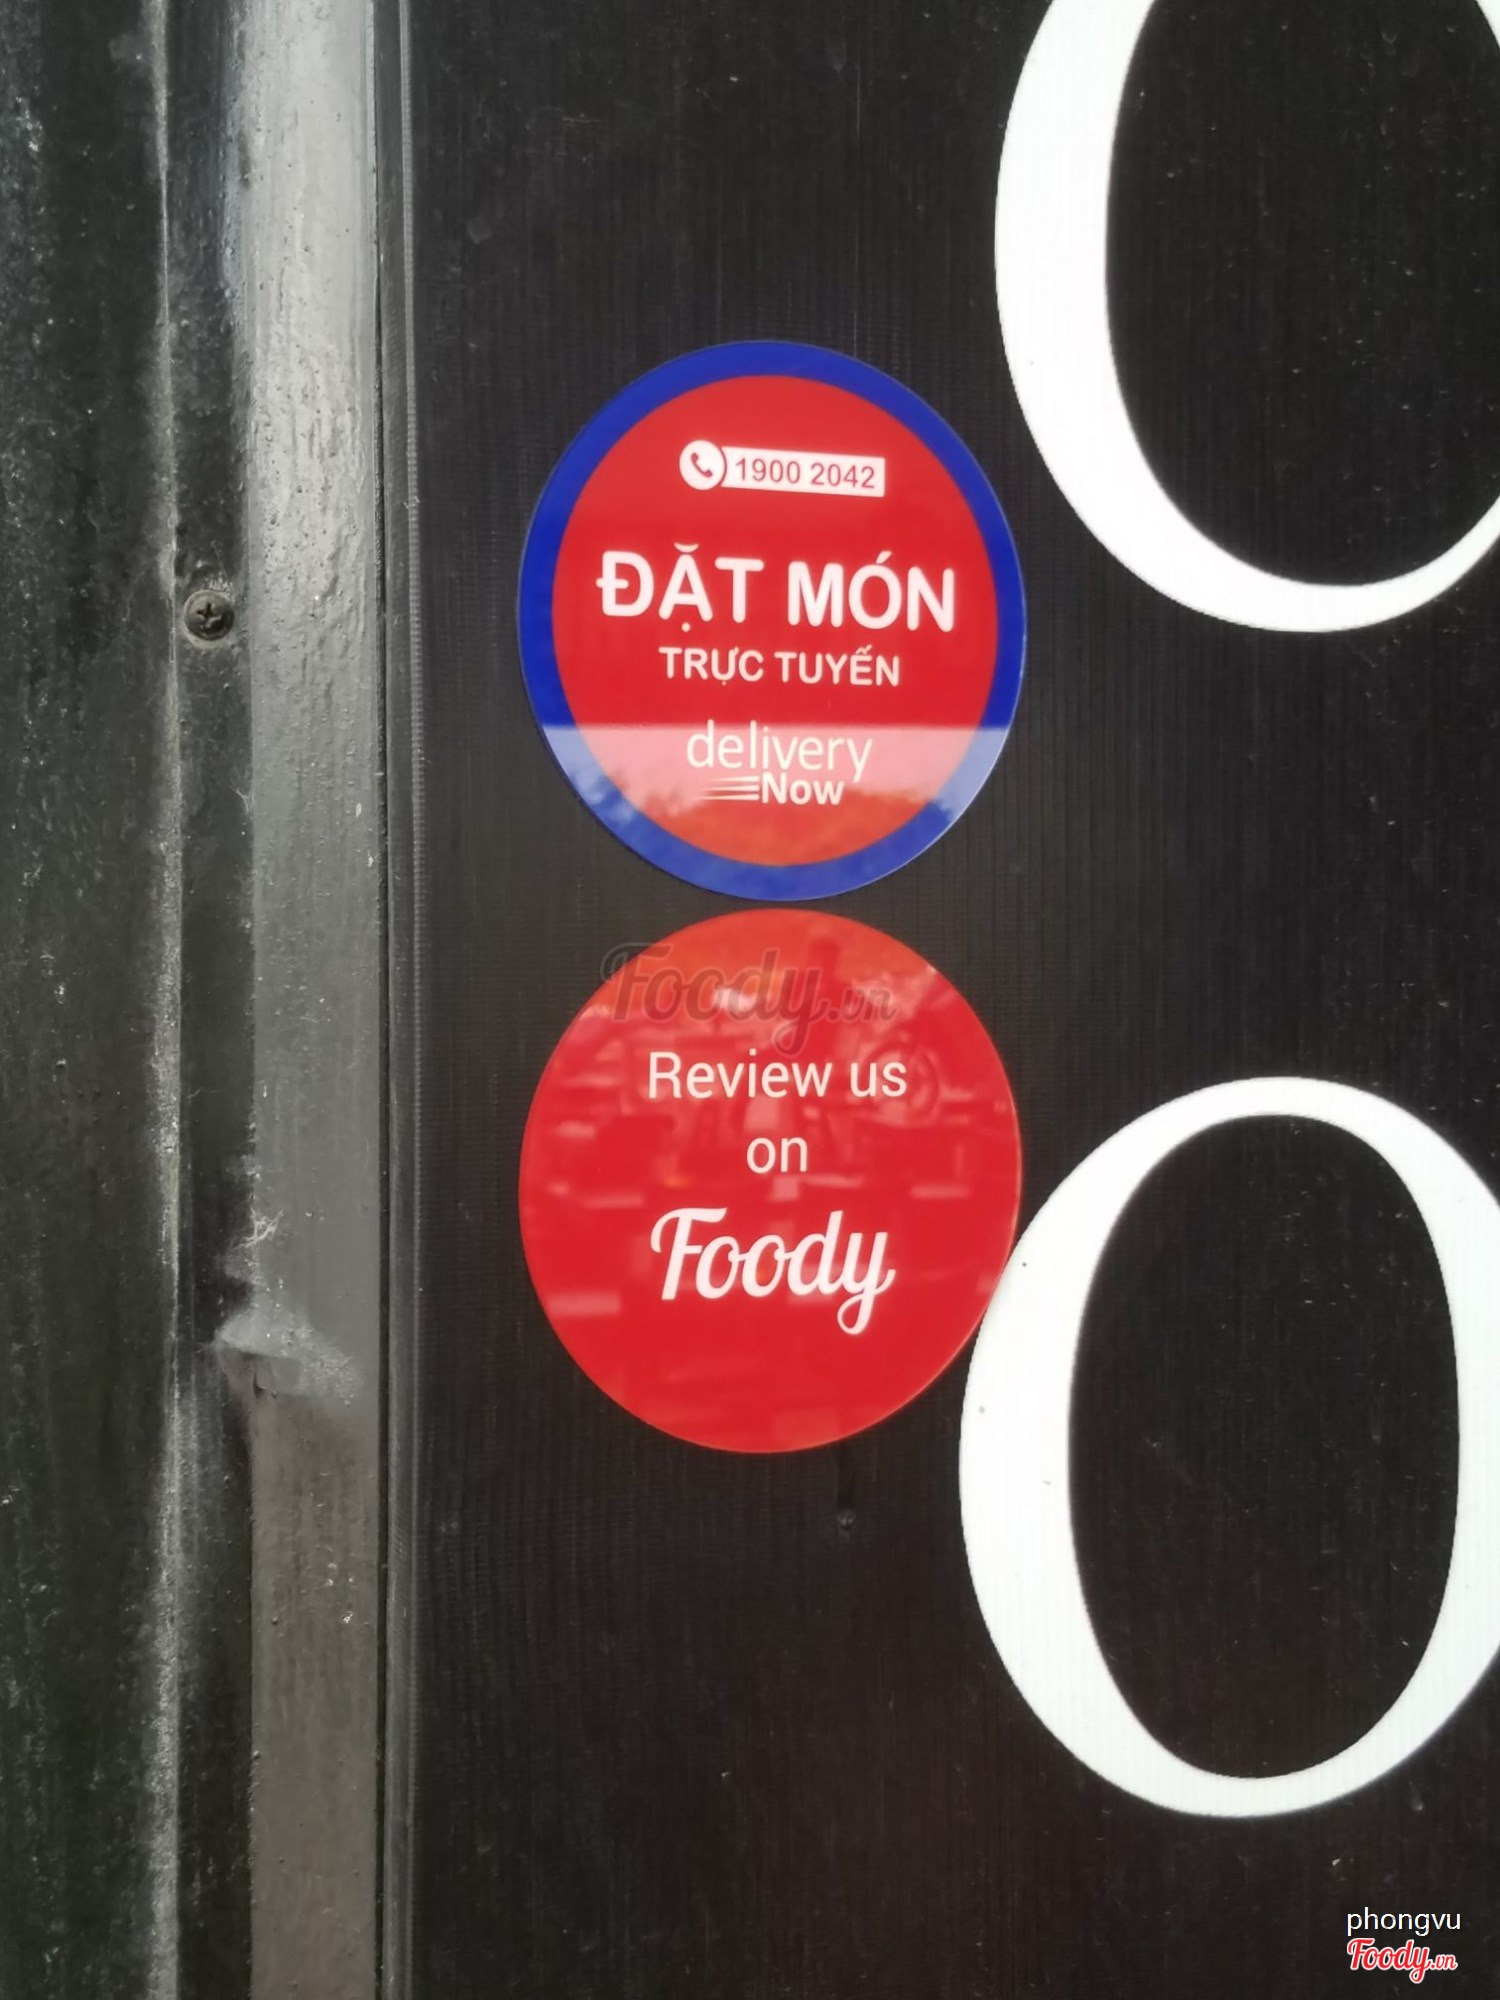 1900 2042
ĐẶT MÓN
TRỰC TUYẾN
delivery
Now
Foody.vn
Review us
on
Foody
O
O
phongvu
Foody.vn